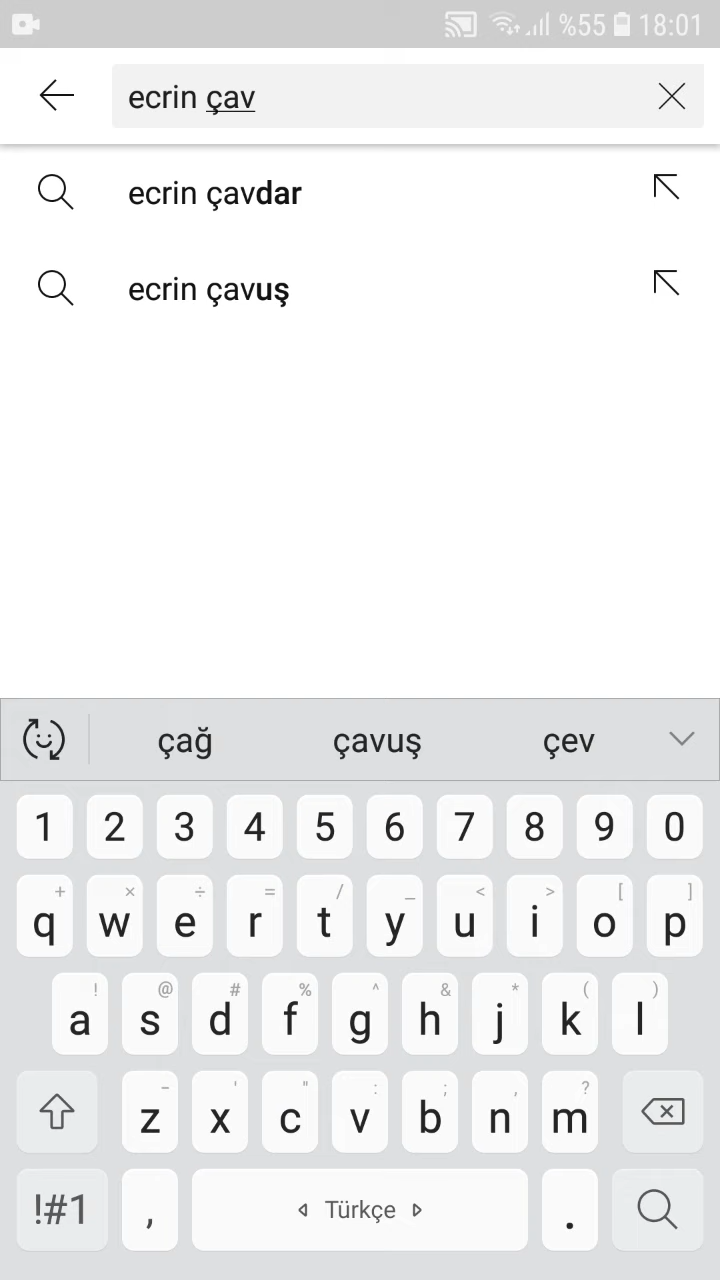 %55 18:01
ecrin çav
ecrin çavdar
ecrin çavuş
çağ çavuş çev
1 2 3 4 5 6 7 8 9 0
+ × ÷ = / _ < > [ ]
q w e r t y u i o p
! @ # % ^ & * ( )
a s d f g h j k l
- ' " : ; , ?
z x c v b n m
!#1 , Türkçe .